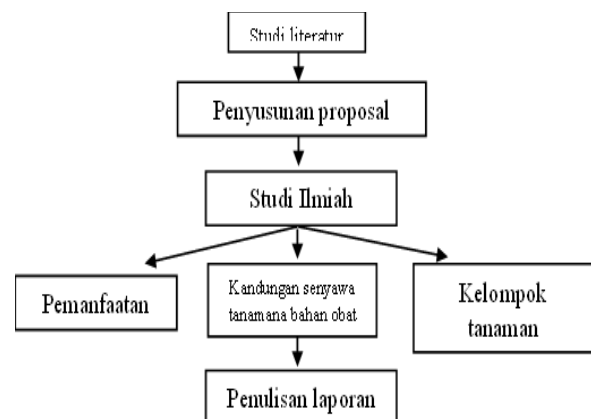 Studi literatur
Penyusunan proposal
Studi Ilmiah
Pemanfaatan
Kandungan senyawa
tanamana bahan obat
Kelompok
tanaman
Penulisan laporan